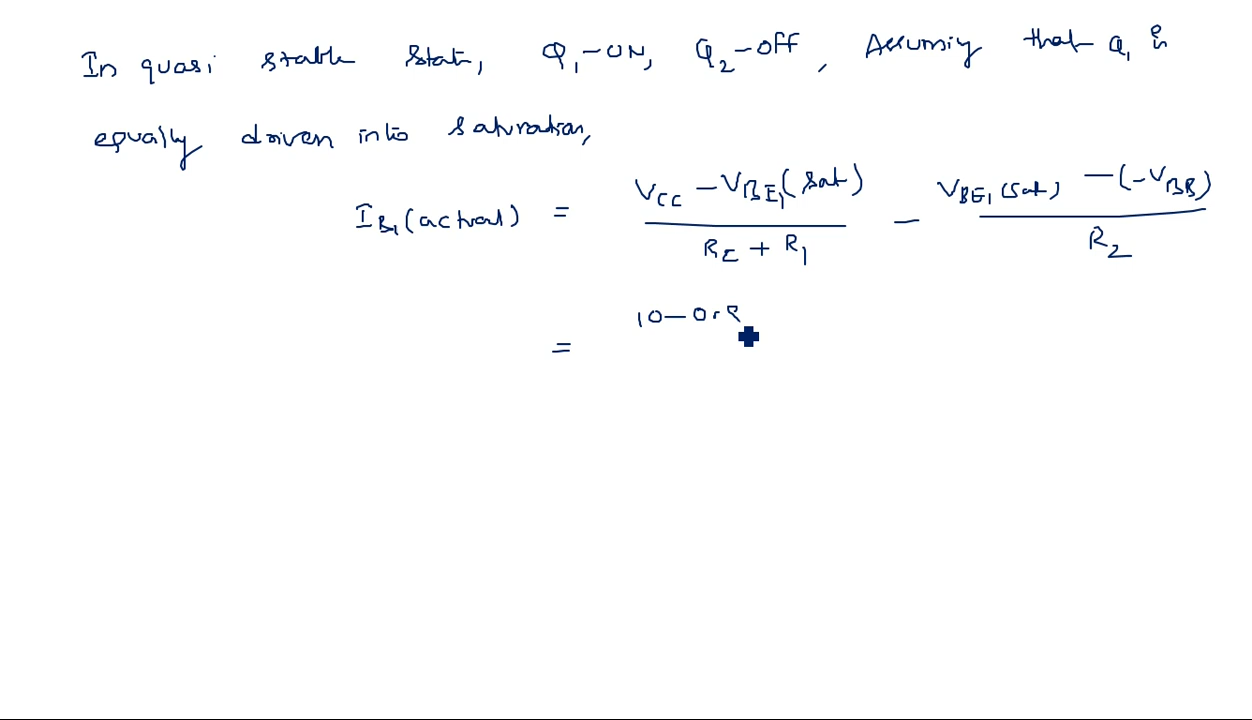 In quasi stable state, Q1-ON, Q2-off, Assuming that Q1 is
equally driven into saturation,
IB1(actual) = (VCC - VBE1(sat))/(RC + R1) - (VBE1(sat) - (-VBB))/R2
= 10-0.8